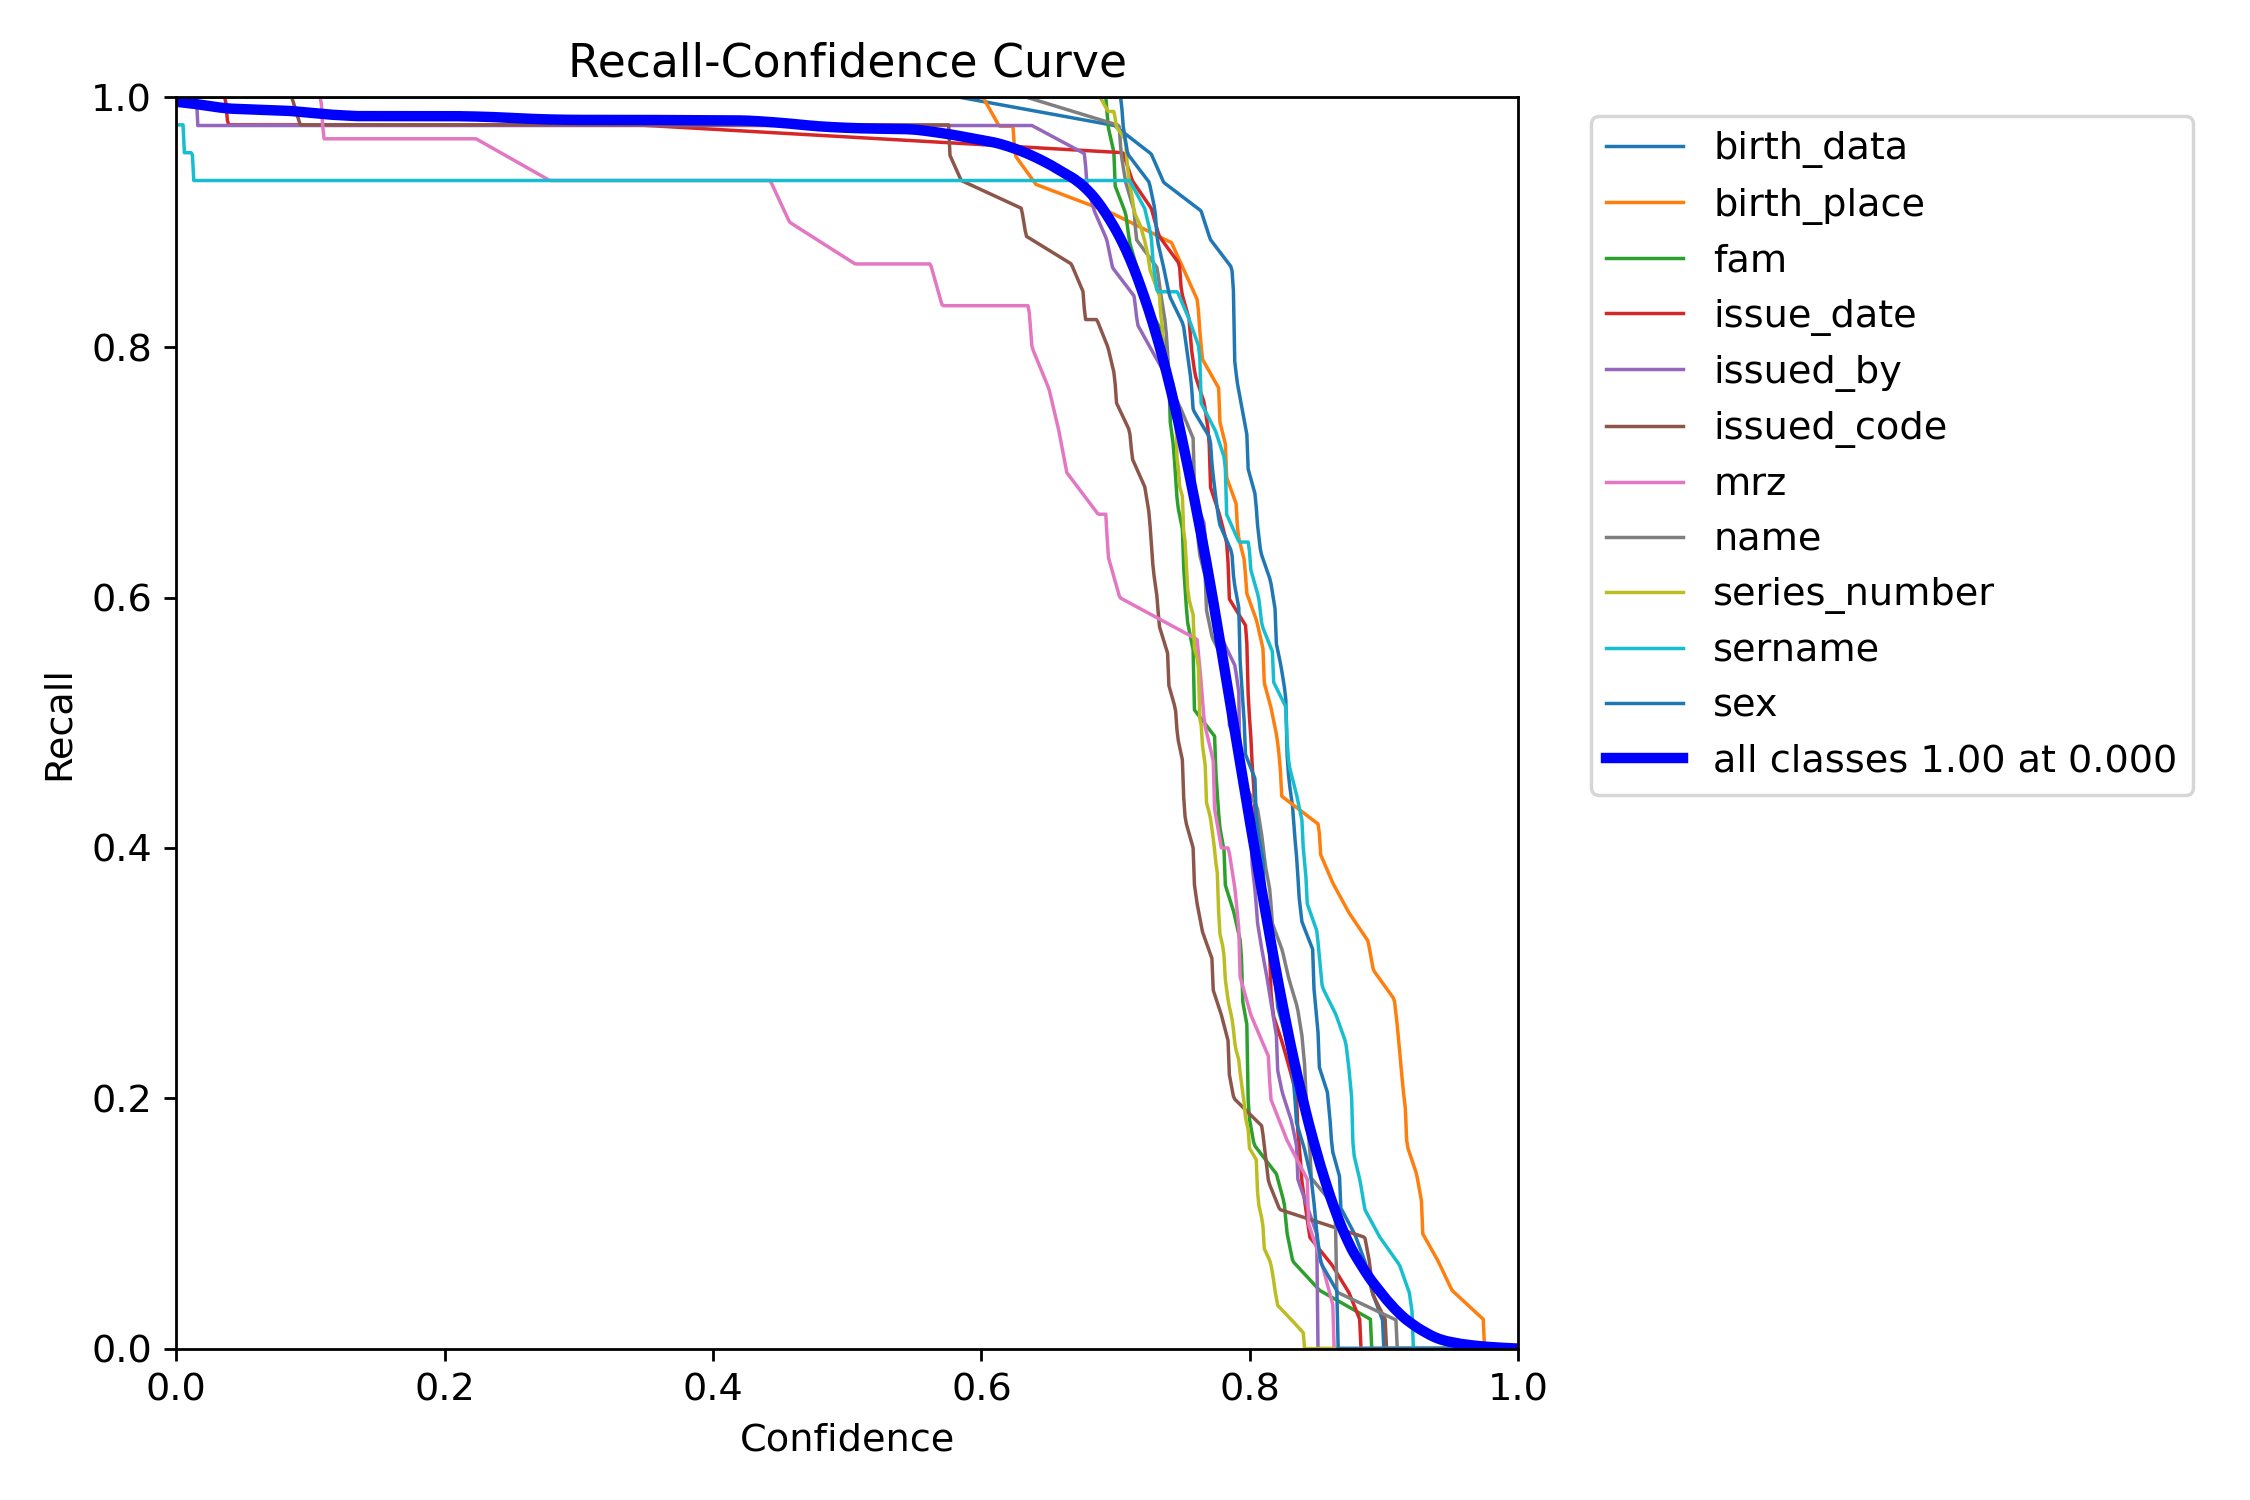 Recall-Confidence Curve
1.0
0.8
0.6
0.4
0.2
0.0
Recall
0.0 0.2 0.4 0.6 0.8 1.0
Confidence
birth_data
birth_place
fam
issue_date
issued_by
issued_code
mrz
name
series_number
sername
sex
all classes 1.00 at 0.000